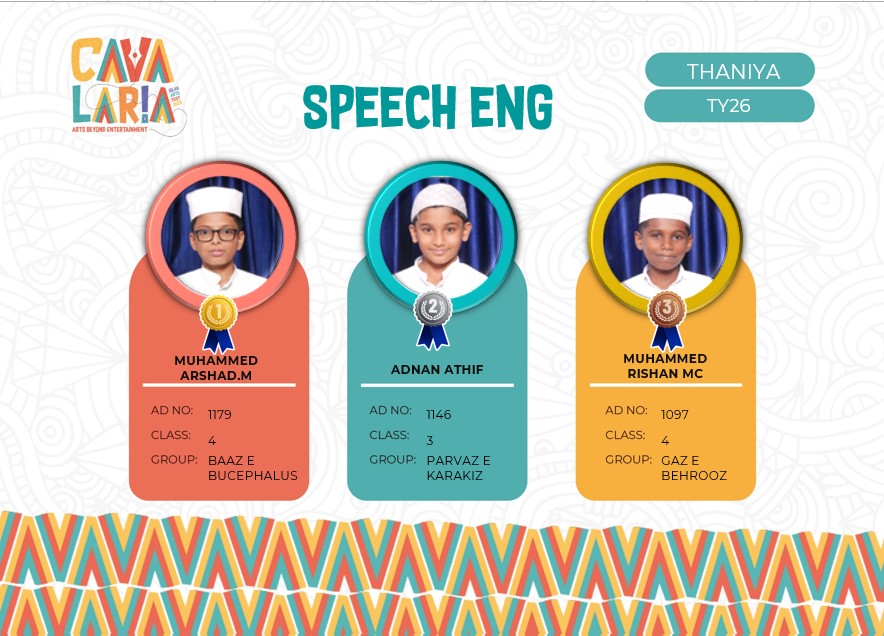 CAVA
LARIA
ISLAM
ARTS
FEST
ARTS BEYOND ENTERTAINMENT
SPEECH ENG
THANIYA
TY26
1
MUHAMMED
ARSHAD.M
AD NO: 1179
CLASS: 4
GROUP: BAAZ E
BUCEPHALUS
2
ADNAN ATHIF
AD NO: 1146
CLASS: 3
GROUP: PARVAZ E
KARAKIZ
3
MUHAMMED
RISHAN MC
AD NO: 1097
CLASS: 4
GROUP: GAZ E
BEHROOZ